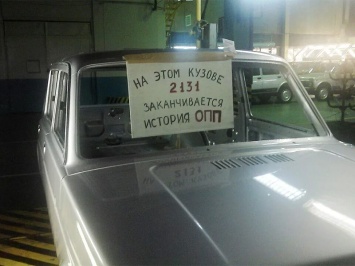 НА ЭТОМ КУЗОВЕ
2131
ЗАКАНЧИВАЕТСЯ
ИСТОРИЯ ОПП